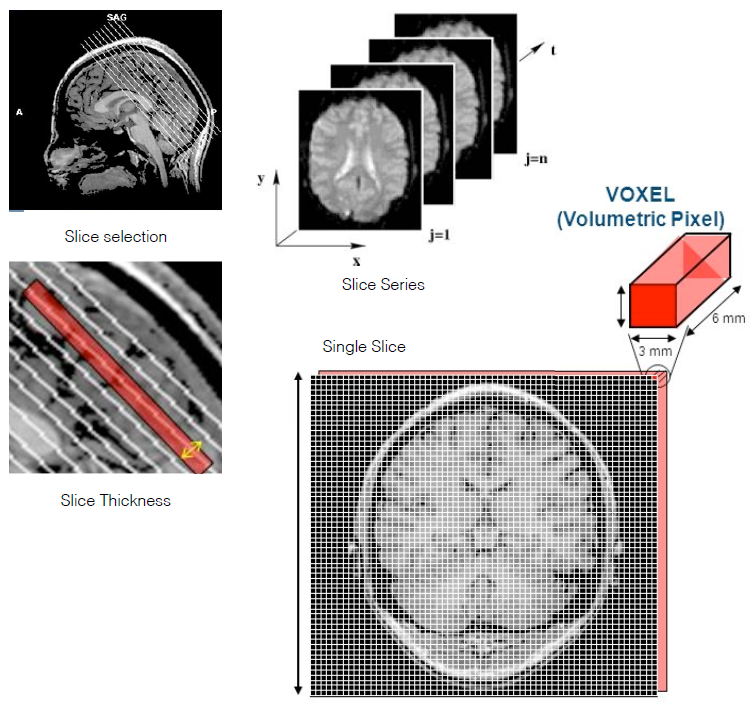 SAG
A
P
Slice selection
t
j=n
y
j=1
x
Slice Series
VOXEL
(Volumetric Pixel)
6 mm
3 mm
Slice Thickness
Single Slice